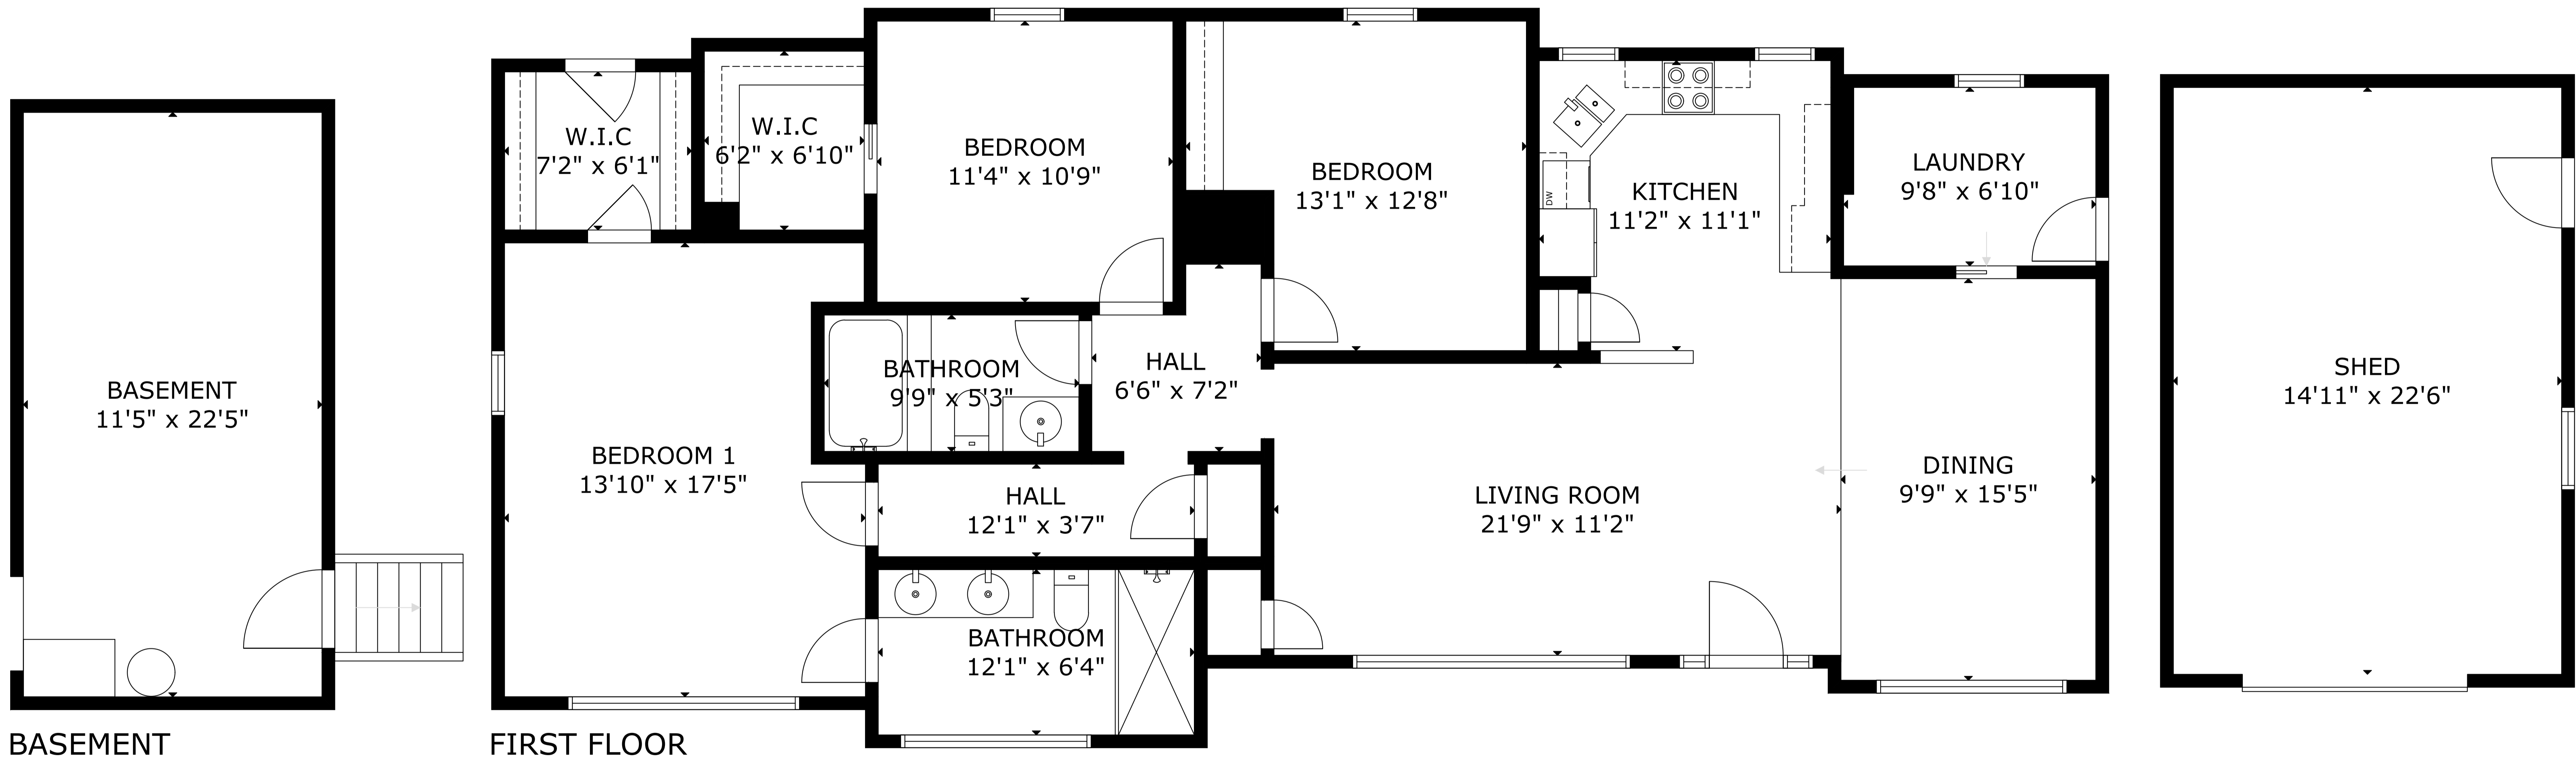 BASEMENT
11'5" x 22'5"
BASEMENT
W.I.C
7'2" x 6'1"
W.I.C
6'2" x 6'10"
BEDROOM
11'4" x 10'9"
BEDROOM
13'1" x 12'8"
KITCHEN
11'2" x 11'1"
DW
LAUNDRY
9'8" x 6'10"
BATHROOM
9'9" x 5'3"
HALL
6'6" x 7'2"
BEDROOM 1
13'10" x 17'5"
HALL
12'1" x 3'7"
LIVING ROOM
21'9" x 11'2"
DINING
9'9" x 15'5"
BATHROOM
12'1" x 6'4"
FIRST FLOOR
SHED
14'11" x 22'6"